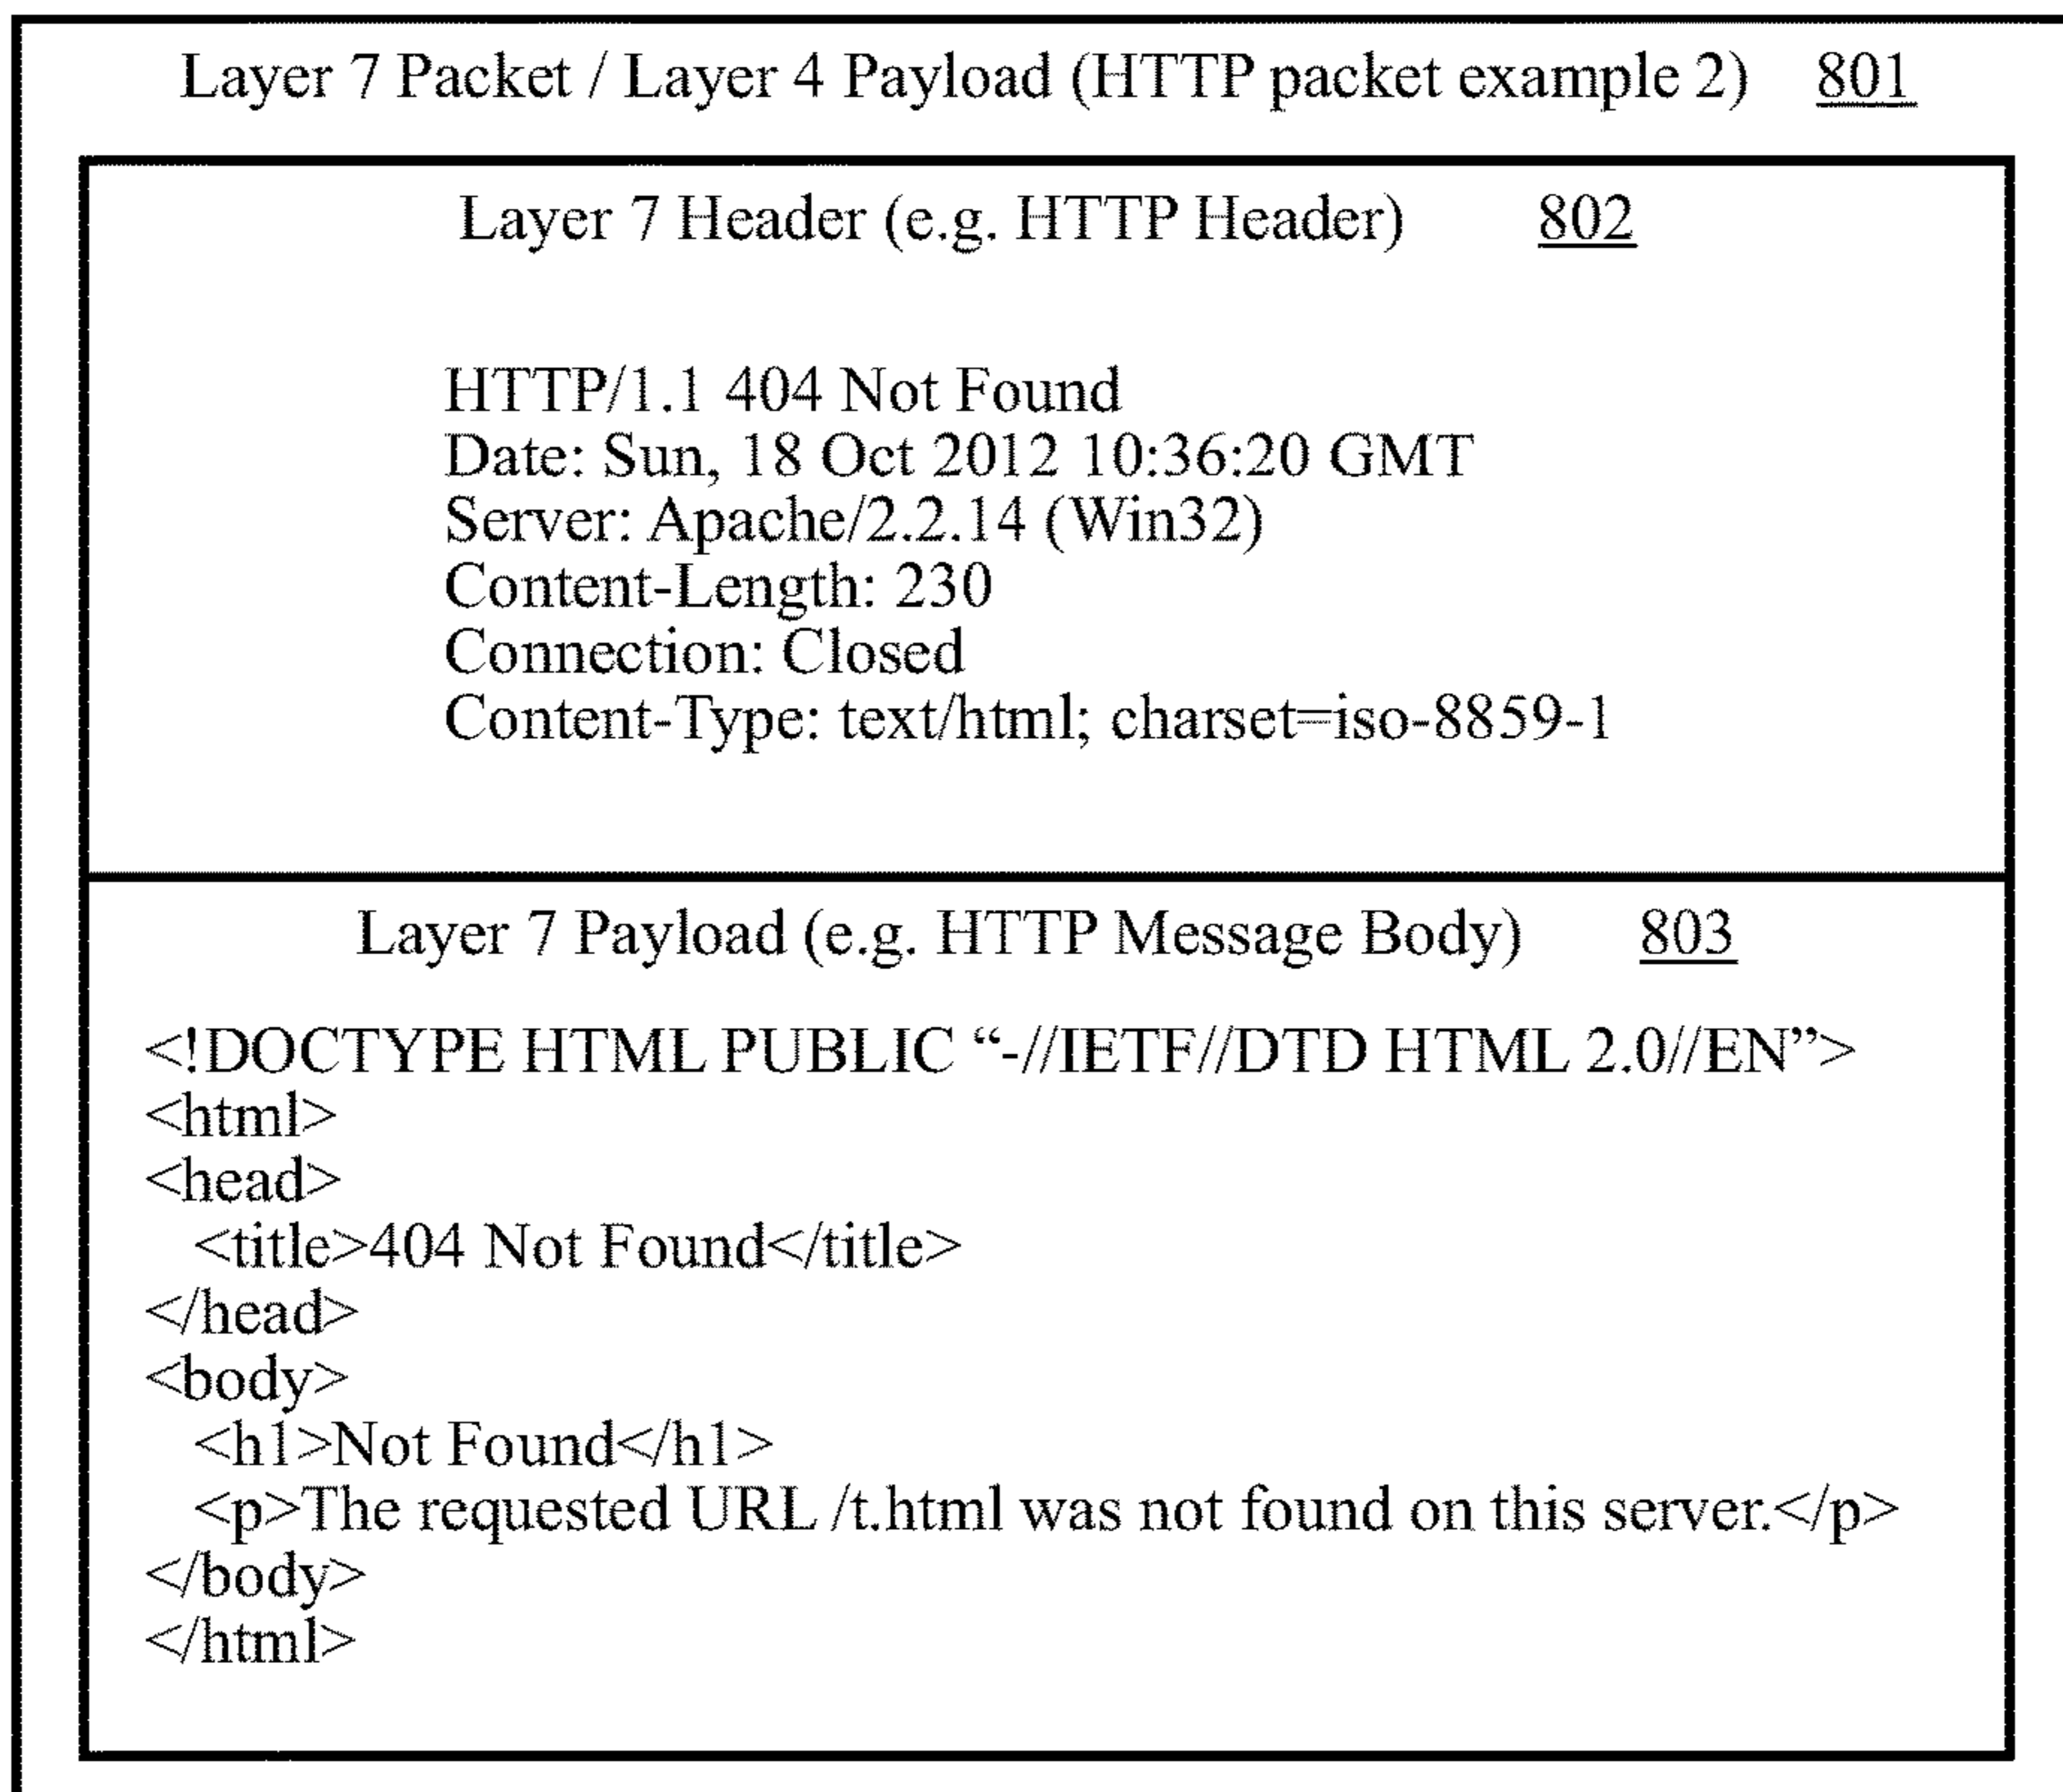 Layer 7 Packet / Layer 4 Payload (HTTP packet example 2) 801
Layer 7 Header (e.g. HTTP Header) 802
HTTP/1.1 404 Not Found
Date: Sun, 18 Oct 2012 10:36:20 GMT
Server: Apache/2.2.14 (Win32)
Content-Length: 230
Connection: Closed
Content-Type: text/html; charset=iso-8859-1
Layer 7 Payload (e.g. HTTP Message Body) 803
<!DOCTYPE HTML PUBLIC “-//IETF//DTD HTML 2.0//EN”>
<html>
<head>
<title>404 Not Found</title>
</head>
<body>
<h1>Not Found</h1>
<p>The requested URL /t.html was not found on this server.</p>
</body>
</html>